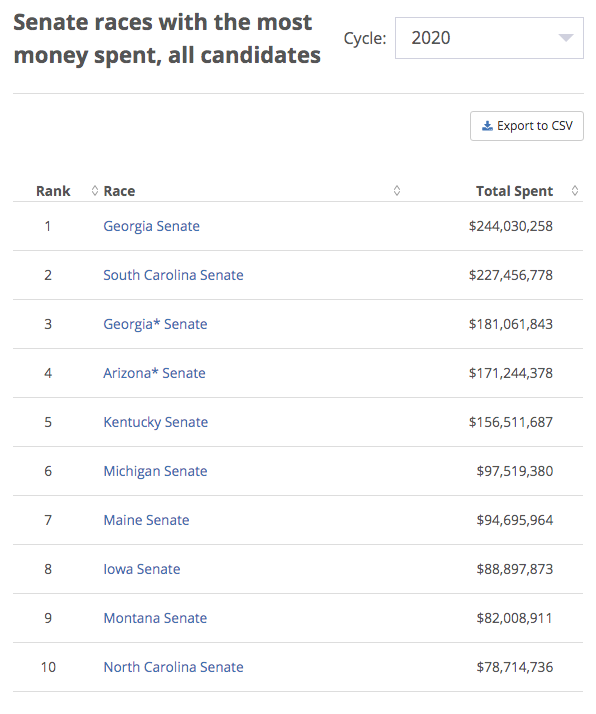 Senate races with the most
money spent, all candidates
Cycle: 2020
Export to CSV
Rank Race Total Spent
1 Georgia Senate $244,030,258
2 South Carolina Senate $227,456,778
3 Georgia* Senate $181,061,843
4 Arizona* Senate $171,244,378
5 Kentucky Senate $156,511,687
6 Michigan Senate $97,519,380
7 Maine Senate $94,695,964
8 Iowa Senate $88,897,873
9 Montana Senate $82,008,911
10 North Carolina Senate $78,714,736